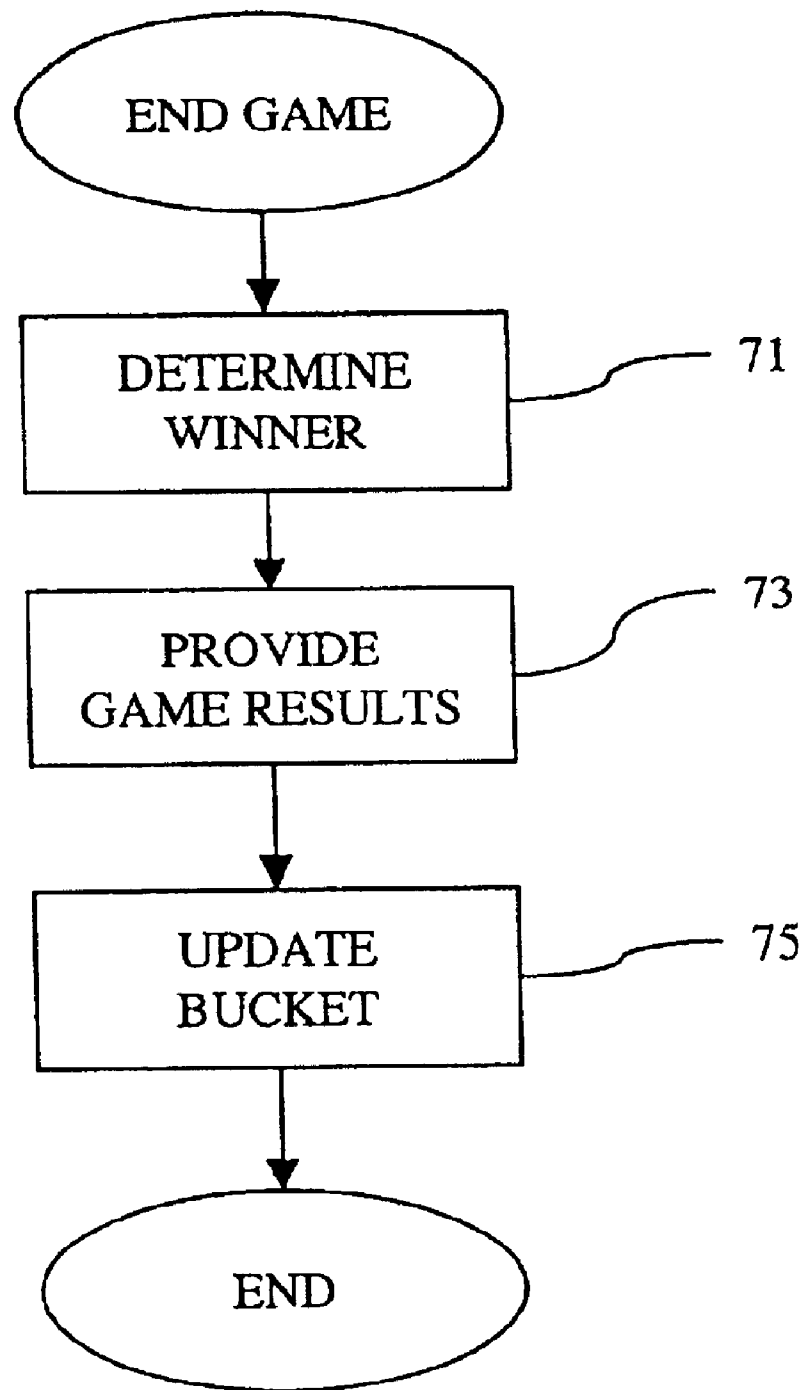 END GAME
DETERMINE
WINNER
71
PROVIDE
GAME RESULTS
73
UPDATE
BUCKET
75
END